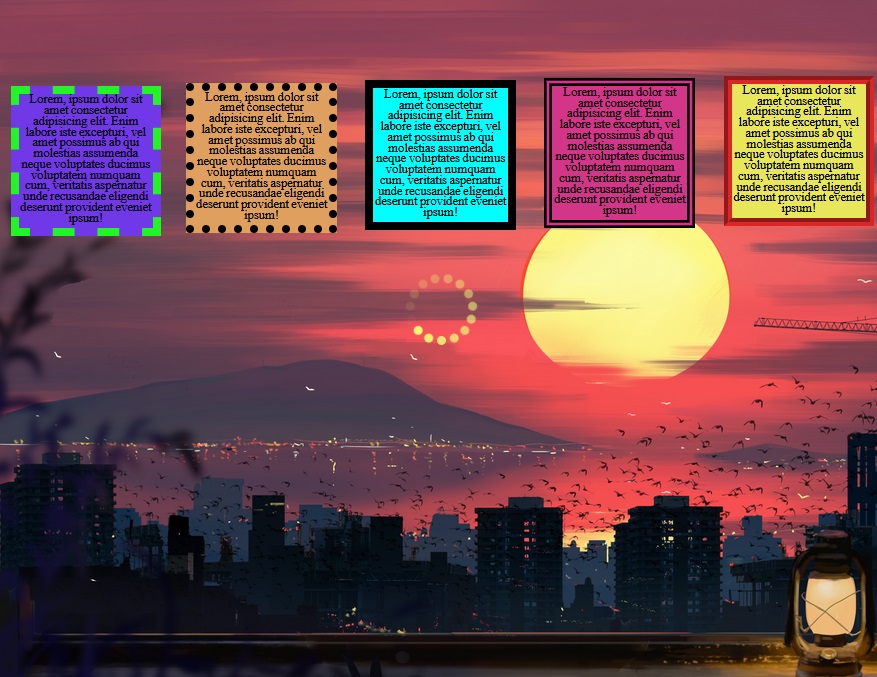 Lorem, ipsum dolor sit
amet consectetur
adipisicing elit. Enim
labore iste excepturi, vel
amet possimus ab qui
molestias assumenda
neque voluptates ducimus
voluptatem numquam
cum, veritatis aspernatur
unde recusandae eligendi
deserunt provident eveniet
ipsum!
Lorem, ipsum dolor sit
amet consectetur
adipisicing elit. Enim
labore iste excepturi, vel
amet possimus ab qui
molestias assumenda
neque voluptates ducimus
voluptatem numquam
cum, veritatis aspernatur
unde recusandae eligendi
deserunt provident eveniet
ipsum!
Lorem, ipsum dolor sit
amet consectetur
adipisicing elit. Enim
labore iste excepturi, vel
amet possimus ab qui
molestias assumenda
neque voluptates ducimus
voluptatem numquam
cum, veritatis aspernatur
unde recusandae eligendi
deserunt provident eveniet
ipsum!
Lorem, ipsum dolor sit
amet consectetur
adipisicing elit. Enim
labore iste excepturi, vel
amet possimus ab qui
molestias assumenda
neque voluptates ducimus
voluptatem numquam
cum, veritatis aspernatur
unde recusandae eligendi
deserunt provident eveniet
ipsum!
Lorem, ipsum dolor sit
amet consectetur
adipisicing elit. Enim
labore iste excepturi, vel
amet possimus ab qui
molestias assumenda
neque voluptates ducimus
voluptatem numquam
cum, veritatis aspernatur
unde recusandae eligendi
deserunt provident eveniet
ipsum!